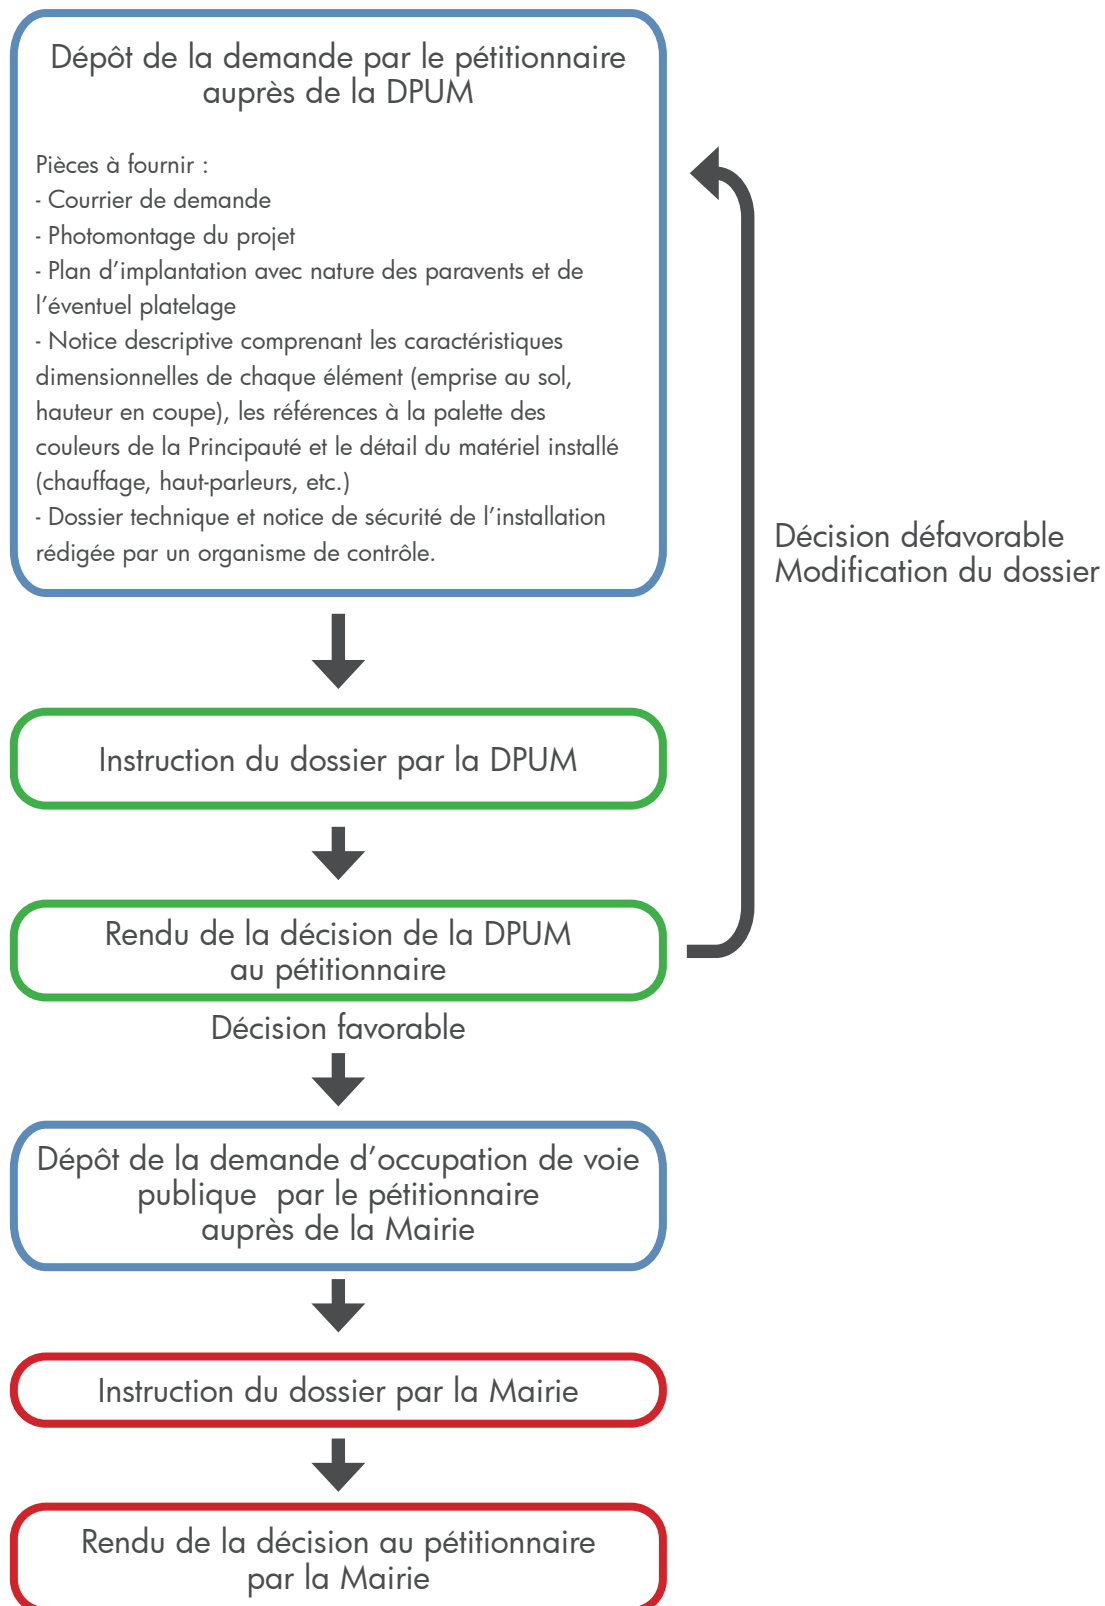 Dépôt de la demande par le pétitionnaire
auprès de la DPUM
Pièces à fournir :
- Courrier de demande
- Photomontage du projet
- Plan d’implantation avec nature des paravents et de
l’éventuel platelage
- Notice descriptive comprenant les caractéristiques
dimensionnelles de chaque élément (emprise au sol,
hauteur en coupe), les références à la palette des
couleurs de la Principauté et le détail du matériel installé
(chauffage, haut-parleurs, etc.)
- Dossier technique et notice de sécurité de l’installation
rédigée par un organisme de contrôle.
Décision défavorable
Modification du dossier
Instruction du dossier par la DPUM
Rendu de la décision de la DPUM
au pétitionnaire
Décision favorable
Dépôt de la demande d’occupation de voie
publique par le pétitionnaire
auprès de la Mairie
Instruction du dossier par la Mairie
Rendu de la décision au pétitionnaire
par la Mairie